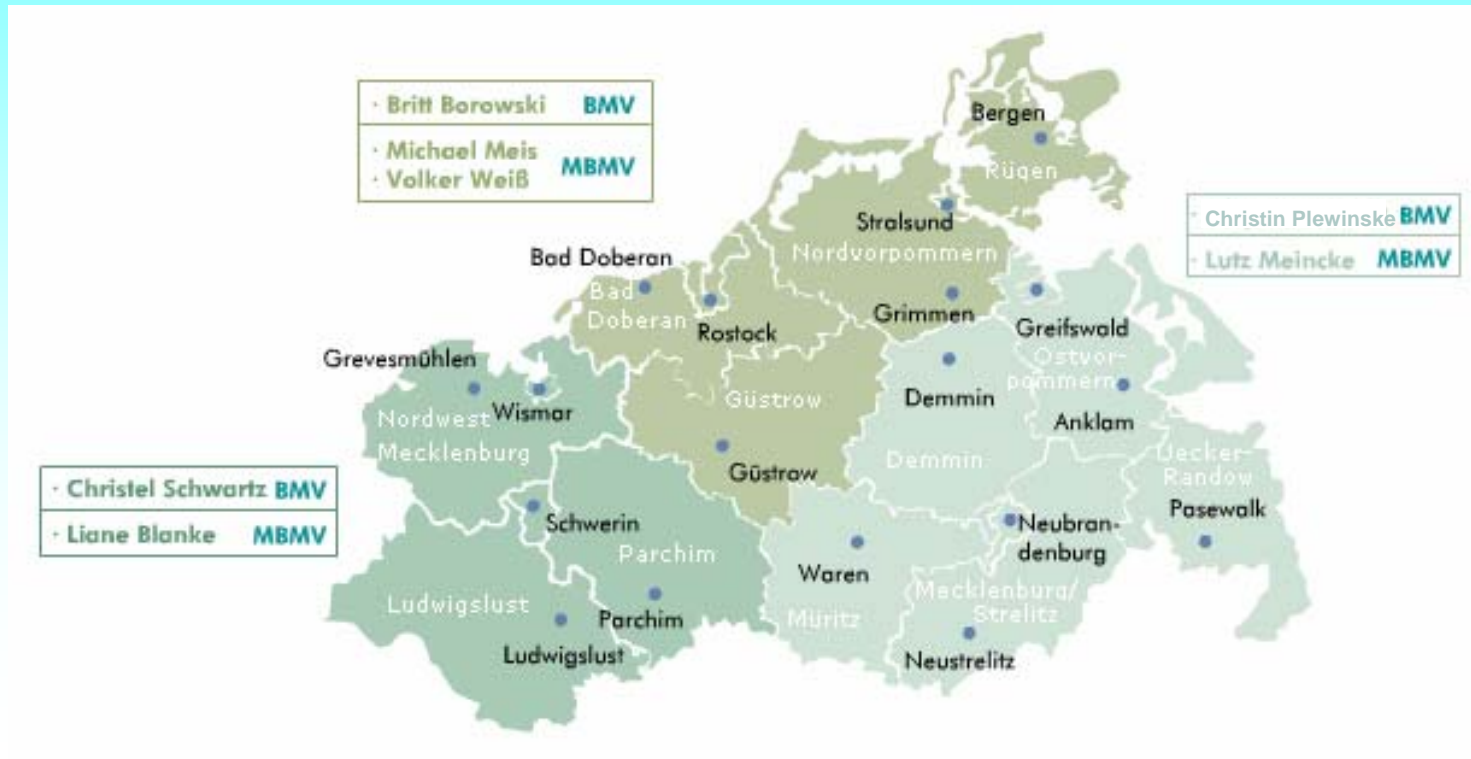 · Britt Borowski BMV
· Michael Meis
· Volker Weiß
MBMV
Bergen
Rügen
· Christin Plewinske BMV
· Lutz Meincke MBMV
Stralsund
Nordvorpommern
Grimmen
Bad Doberan
Bad
Doberan
Rostock
Greifswald
Ostvor-
pommern
Anklam
Grevesmühlen
Wismar
Nordwest
Mecklenburg
Güstrow
Güstrow
Demmin
Demmin
Uecker-
Randow
Pasewalk
· Christel Schwartz BMV
· Liane Blanke MBMV
Schwerin
Parchim
Parchim
Ludwigslust
Ludwigslust
Waren
Müritz
Neubran-
denburg
Mecklenburg/
Strelitz
Neustrelitz